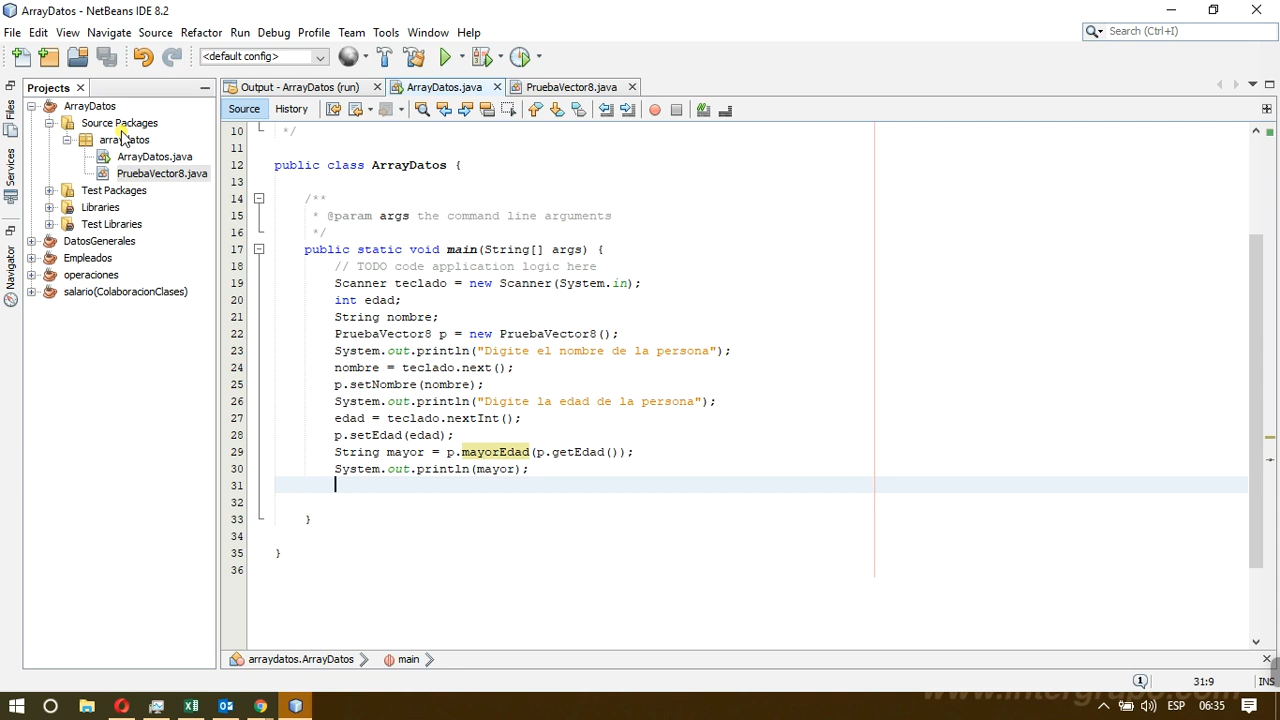 ArrayDatos - NetBeans IDE 8.2
File Edit View Navigate Source Refactor Run Debug Profile Team Tools Window Help
Search (Ctrl+I)
<default config>
Projects
Output - ArrayDatos (run)
ArrayDatos.java
PruebaVector8.java
Source
History
Files
Services
Navigator
ArrayDatos
Source Packages
arraydatos
ArrayDatos.java
PruebaVector8.java
Test Packages
Libraries
Test Libraries
DatosGenerales
Empleados
operaciones
salario(ColaboracionClases)
10 */
11
12 public class ArrayDatos {
13
14 /**
15 * @param args the command line arguments
16 */
17 public static void main(String[] args) {
18 // TODO code application logic here
19 Scanner teclado = new Scanner(System.in);
20 int edad;
21 String nombre;
22 PruebaVector8 p = new PruebaVector8();
23 System.out.println("Digite el nombre de la persona");
24 nombre = teclado.next();
25 p.setNombre(nombre);
26 System.out.println("Digite la edad de la persona");
27 edad = teclado.nextInt();
28 p.setEdad(edad);
29 String mayor = p.mayorEdad(p.getEdad());
30 System.out.println(mayor);
31
32
33 }
34
35 }
36
arraydatos.ArrayDatos
main
1
31:9
INS
www.intergrupo.com
ESP
06:35